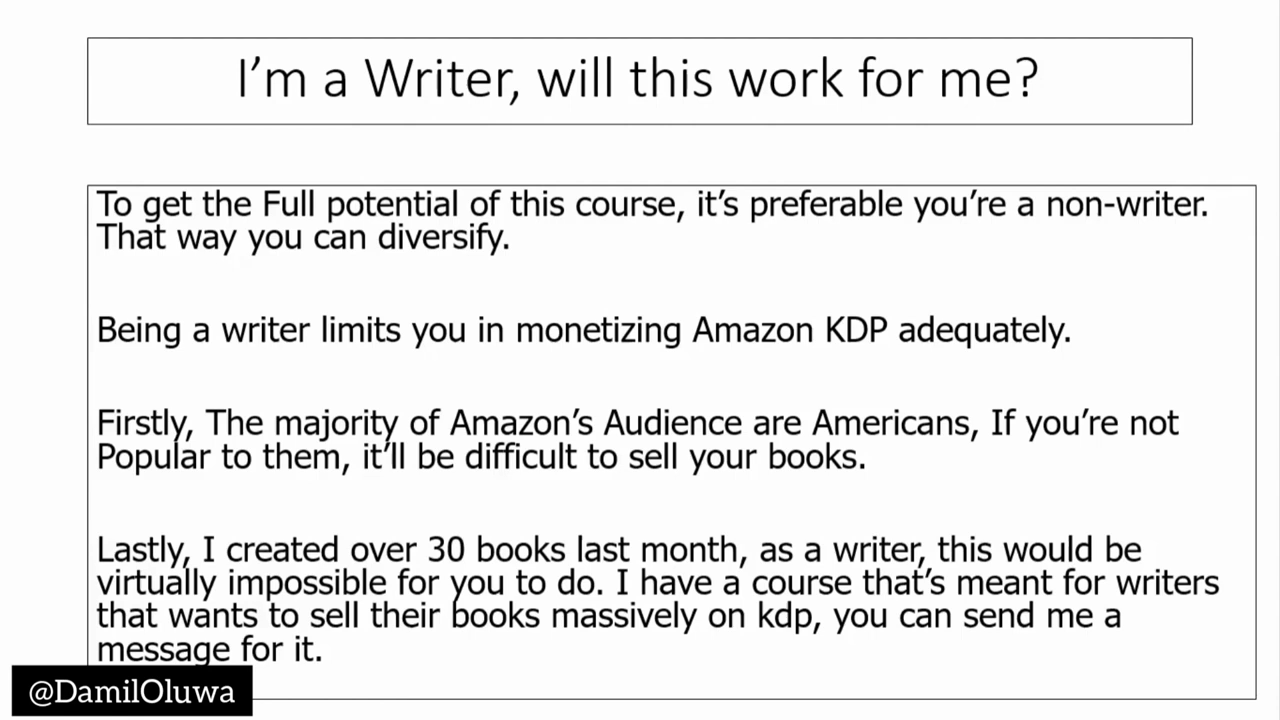 I'm a Writer, will this work for me?
To get the Full potential of this course, it's preferable you're a non-writer.
That way you can diversify.
Being a writer limits you in monetizing Amazon KDP adequately.
Firstly, The majority of Amazon's Audience are Americans, If you're not
Popular to them, it'll be difficult to sell your books.
Lastly, I created over 30 books last month, as a writer, this would be
virtually impossible for you to do. I have a course that's meant for writers
that wants to sell their books massively on kdp, you can send me a
message for it.
@DamilOluwa